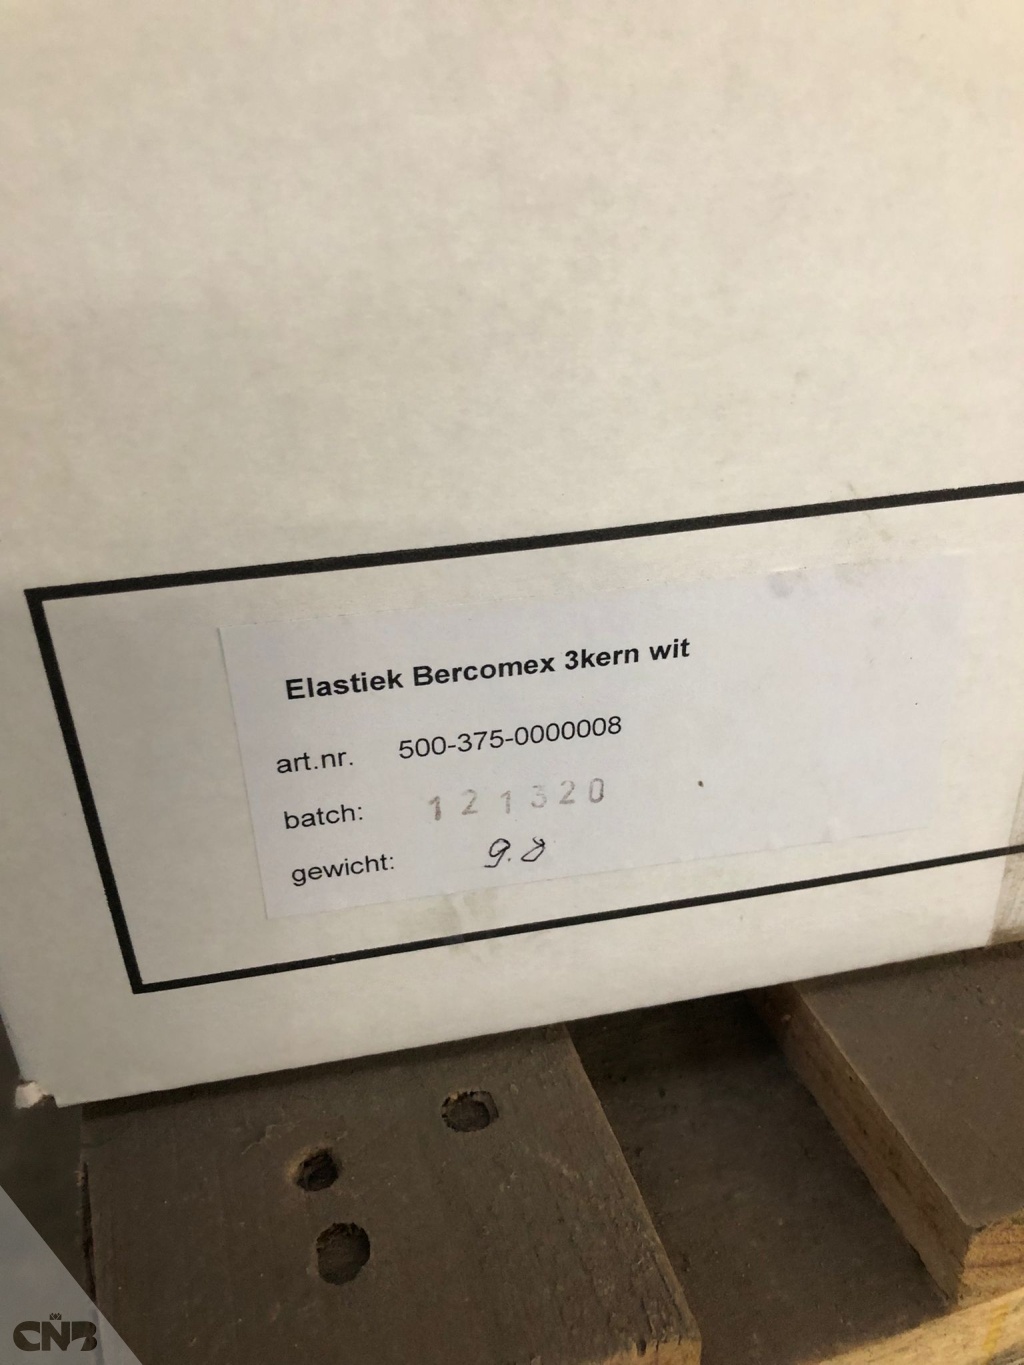 Elastiek Bercomex 3kern wit
art.nr. 500-375-0000008
batch: 121320
gewicht: 9.8
CNB